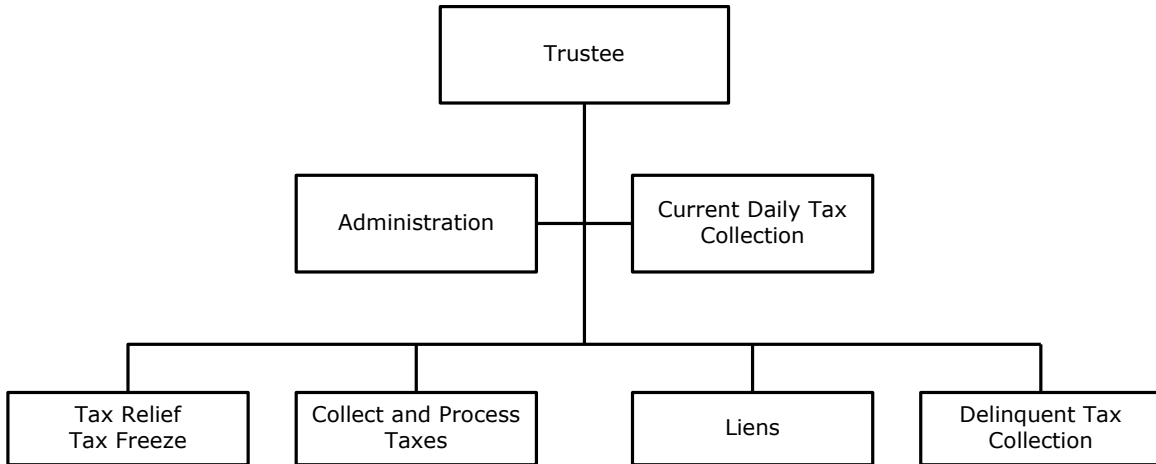 Trustee
Administration
Current Daily Tax
Collection
Tax Relief
Tax Freeze
Collect and Process
Taxes
Liens
Delinquent Tax
Collection